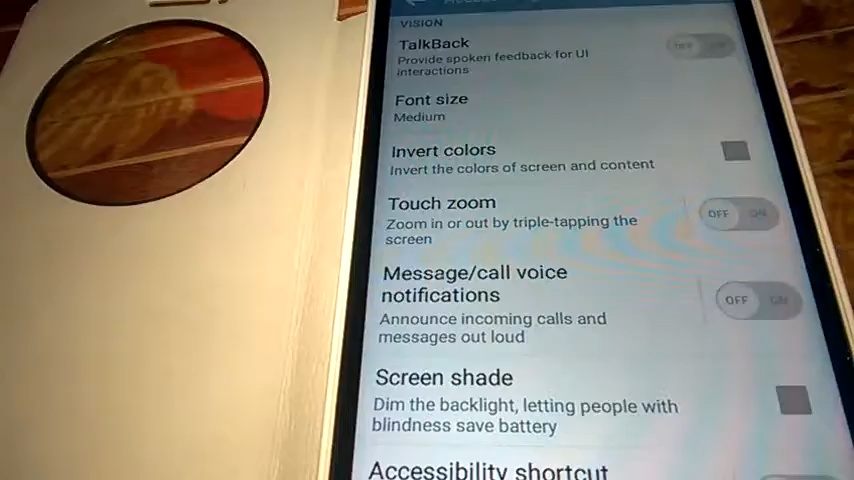 VISION
TalkBack
OFF
Provide spoken feedback for UI
interactions
Font size
Medium
Invert colors
Invert the colors of screen and content
Touch zoom
OFF ON
Zoom in or out by triple-tapping the
screen
Message/call voice
notifications
OFF ON
Announce incoming calls and
messages out loud
Screen shade
Dim the backlight, letting people with
blindness save battery
Accessibility shortcut